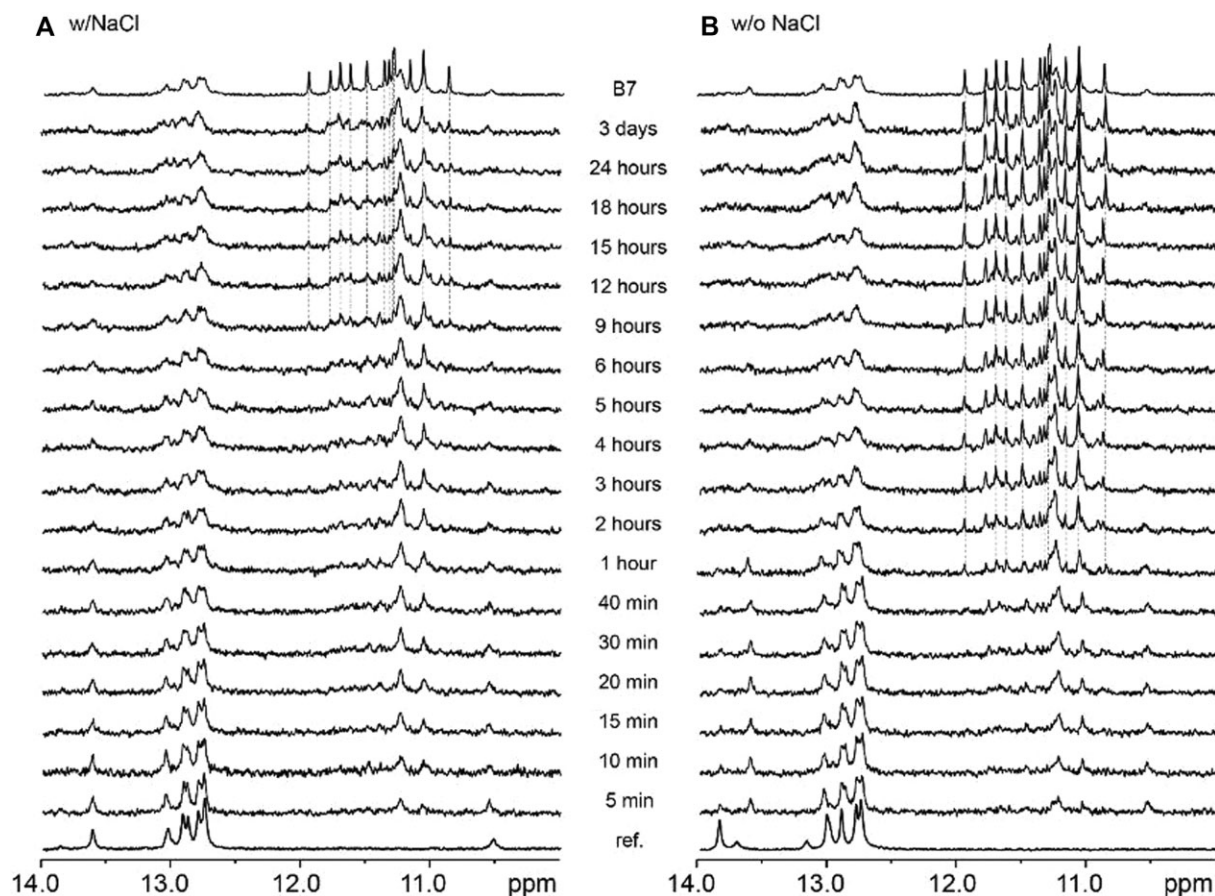 A w/NaCl
B w/o NaCl
B7
3 days
24 hours
18 hours
15 hours
12 hours
9 hours
6 hours
5 hours
4 hours
3 hours
2 hours
1 hour
40 min
30 min
20 min
15 min
10 min
5 min
ref.
14.0 13.0 12.0 11.0 ppm
14.0 13.0 12.0 11.0 ppm